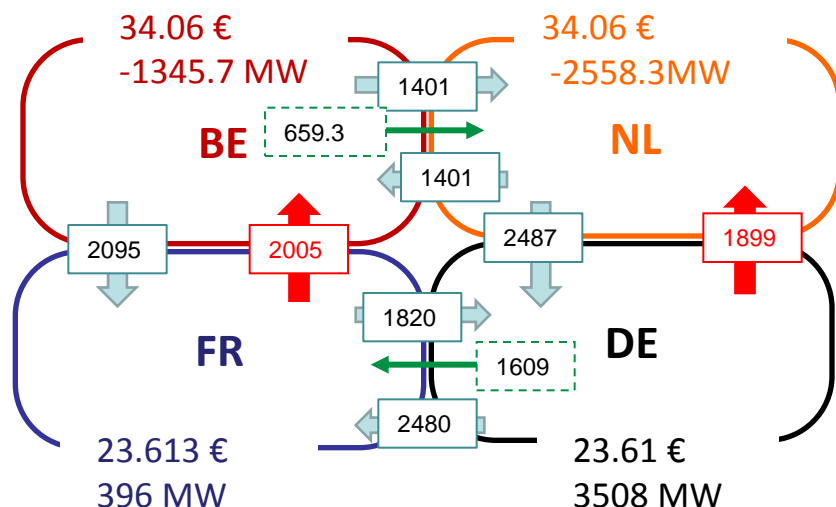 34.06 €
-1345.7 MW
34.06 €
-2558.3MW
1401
659.3
BE
NL
1401
2095
2005
2487
1899
1820
FR
DE
1609
2480
23.613 €
396 MW
23.61 €
3508 MW